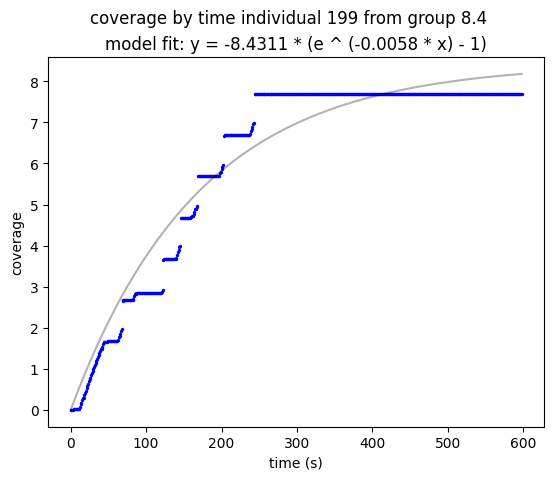 coverage by time individual 199 from group 8.4
model fit: y = -8.4311 * (e ^ (-0.0058 * x) - 1)
8
7
6
5
4
3
2
1
0
coverage
0 100 200 300 400 500 600
time (s)